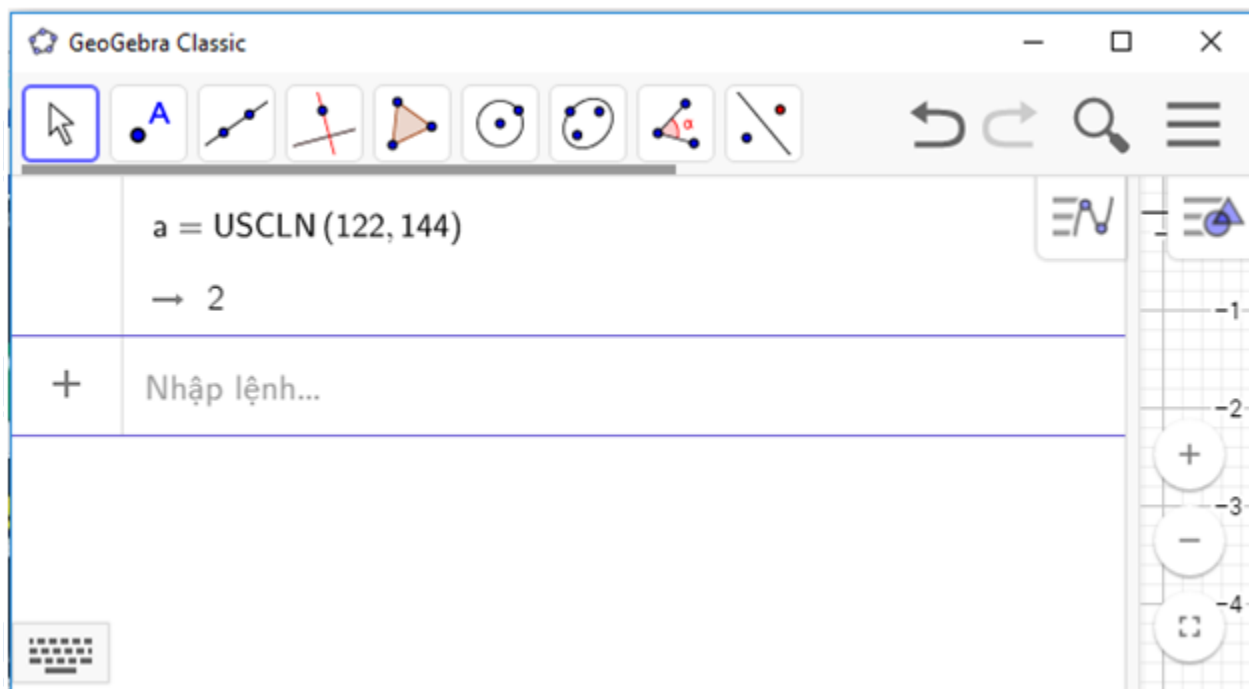 GeoGebra Classic
A
α
a = USCLN (122, 144)
→ 2
+ Nhập lệnh...
−1
−2
−3
−4